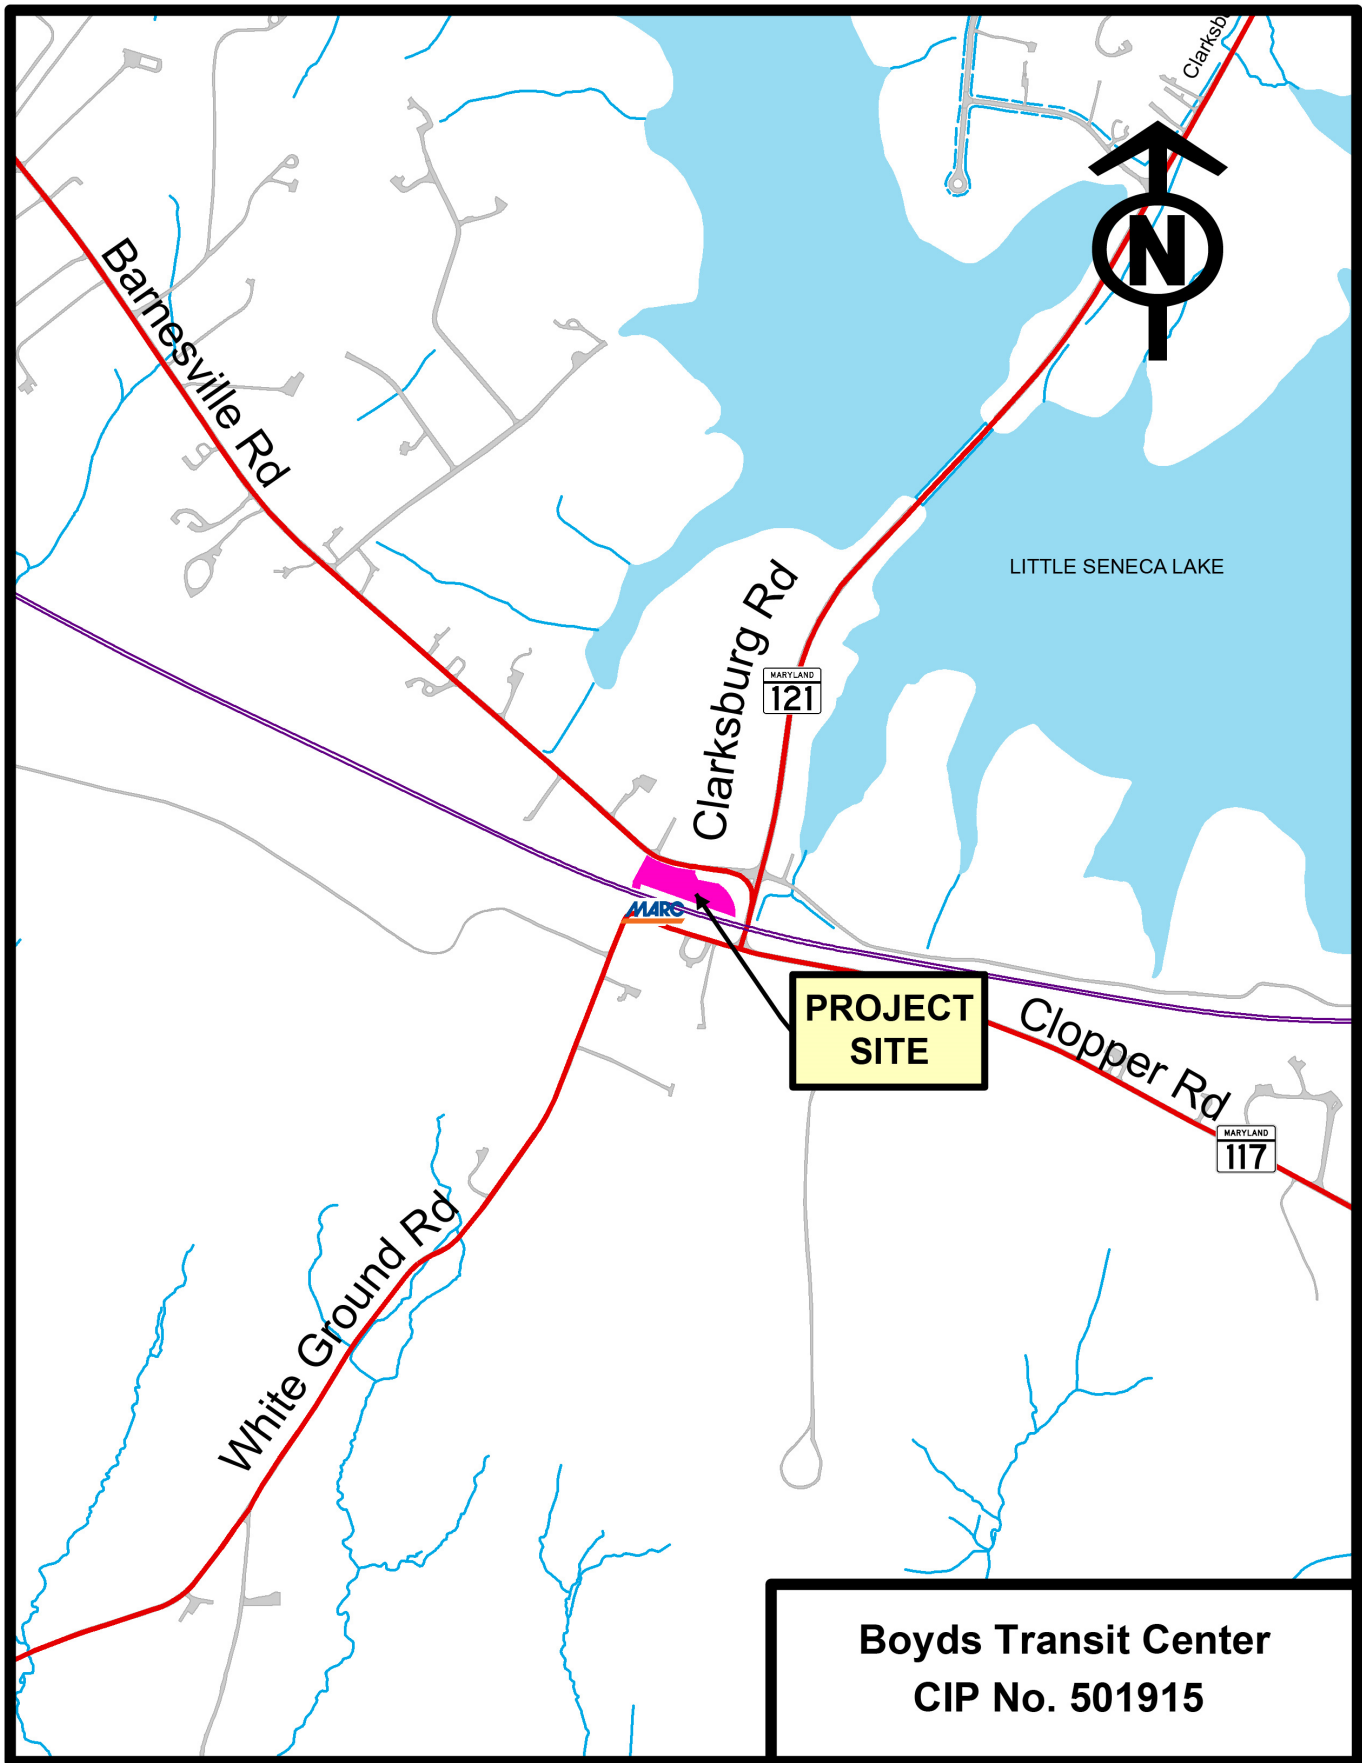 Clarksbu
N
Barnesville Rd
LITTLE SENECA LAKE
Clarksburg Rd
MARYLAND
121
MARC
PROJECT
SITE
Clopper Rd
MARYLAND
117
White Ground Rd
Boyds Transit Center
CIP No. 501915